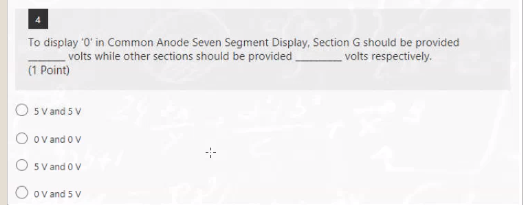 4
To display '0' in Common Anode Seven Segment Display, Section G should be provided
_______ volts while other sections should be provided _________ volts respectively.
(1 Point)
5 V and 5 V
0 V and 0 V
5 V and 0 V
0 V and 5 V